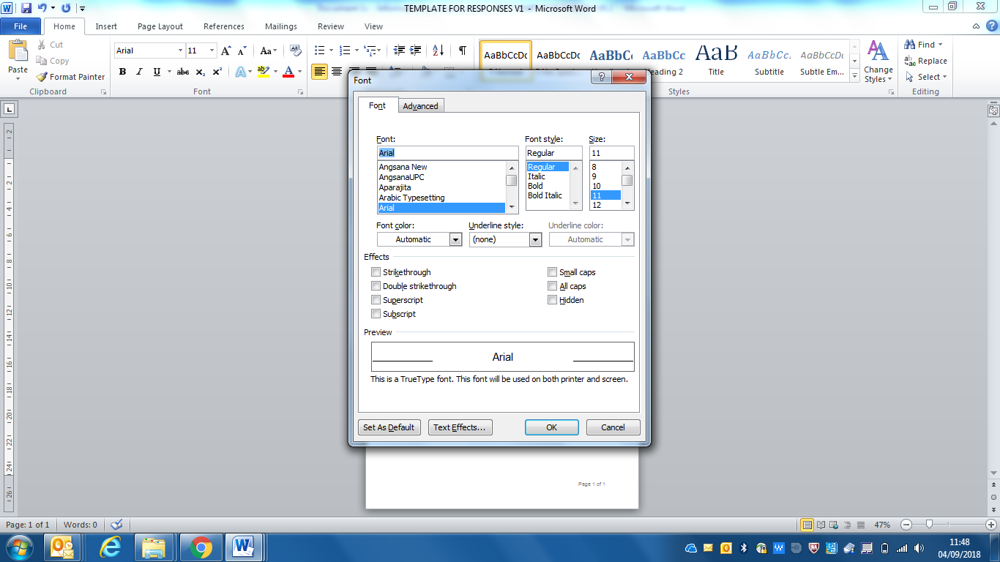 TEMPLATE FOR RESPONSES V1 - Microsoft Word
File Home Insert Page Layout References Mailings Review View
Paste
Cut
Copy
Format Painter
Clipboard
Arial 11
Font
AaBbCcDc AaBbCcDc AaBbCc AaBbCc AaB AaBbCc. AaBbCcDc
Heading 2 Title Subtitle Subtle Em...
Change Styles
Styles
Find
Replace
Select
Editing
Font
Font Advanced
Font: Font style: Size:
Arial Regular 11
Angsana New
AngsanaUPC
Aparajita
Arabic Typesetting
Arial
Regular
Italic
Bold
Bold Italic
8
9
10
11
12
Font color: Underline style: Underline color:
Automatic (none) Automatic
Effects
Strikethrough
Double strikethrough
Superscript
Subscript
Small caps
All caps
Hidden
Preview
Arial
This is a TrueType font. This font will be used on both printer and screen.
Set As Default Text Effects... OK Cancel
Page 1 of 1
Page: 1 of 1 Words: 0 47%
11:48
04/09/2018